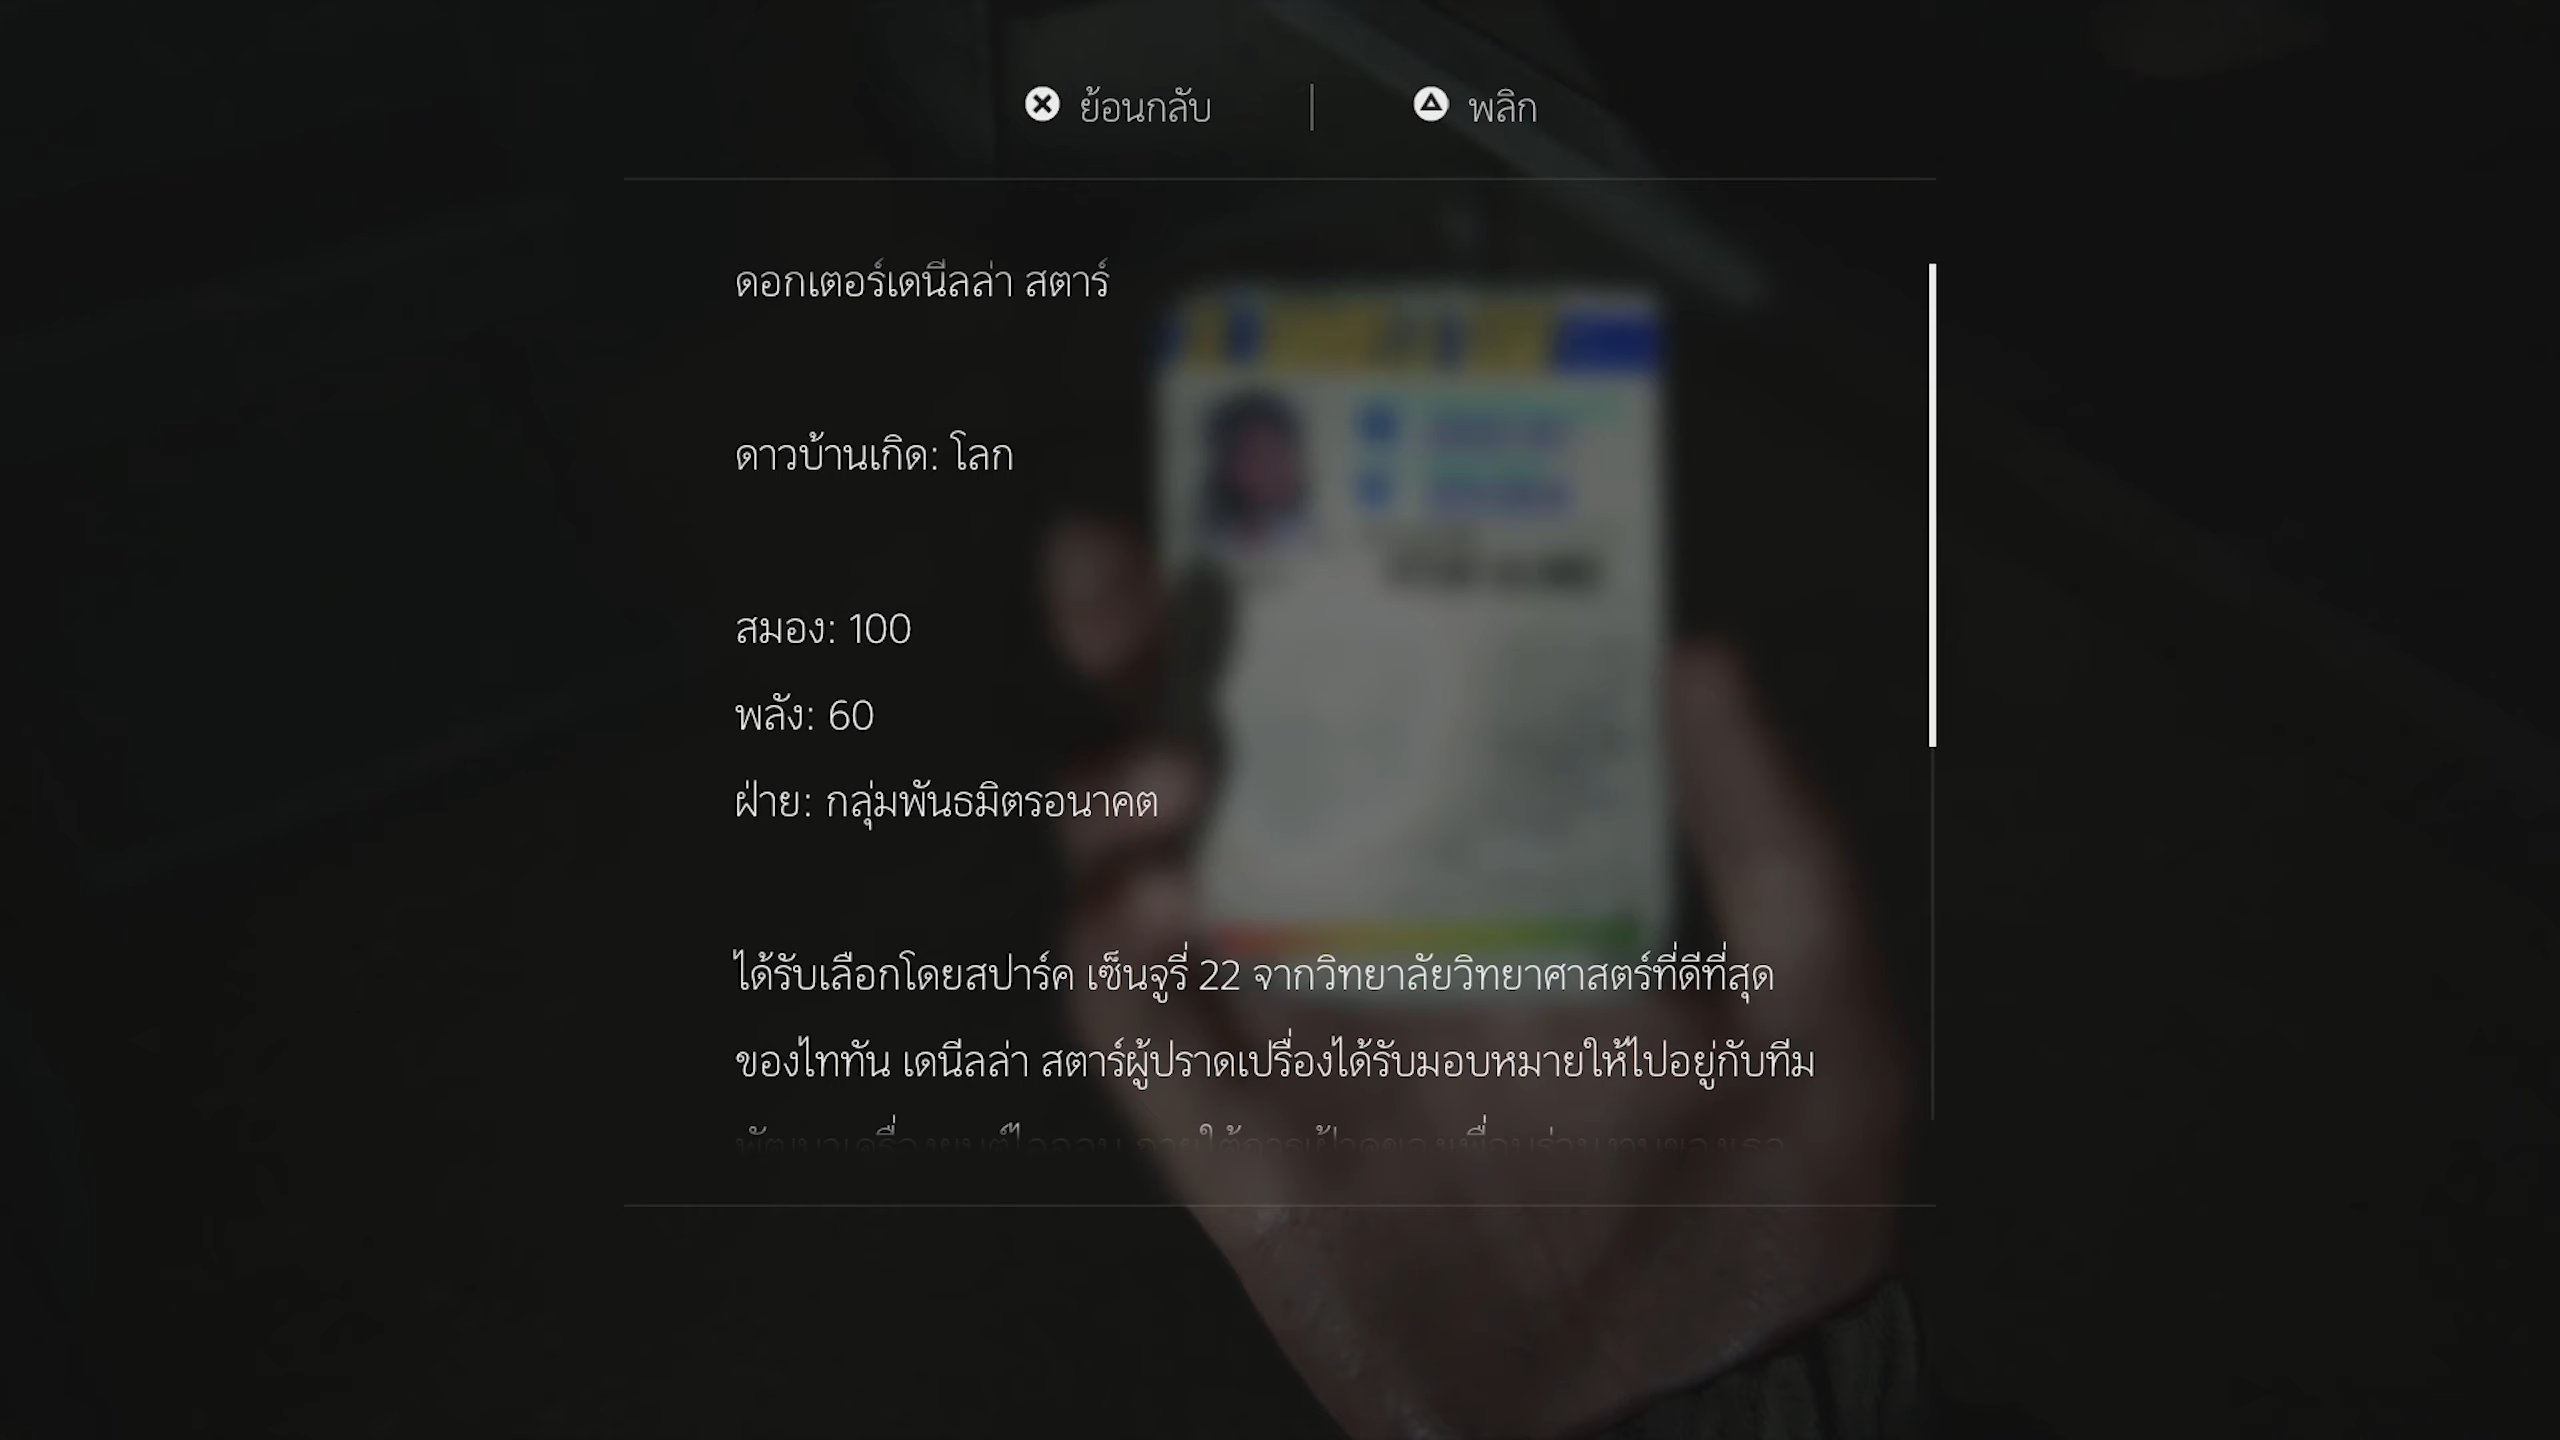 ย้อนกลับ
พลิก
ดอกเตอร์เดนีลล่า สตาร์
ดาวบ้านเกิด: โลก
สมอง: 100
พลัง: 60
ฝ่าย: กลุ่มพันธมิตรอนาคต
ได้รับเลือกโดยสปาร์ค เซ็นจูรี่ 22 จากวิทยาลัยวิทยาศาสตร์ที่ดีที่สุด
ของไททัน เดนีลล่า สตาร์ผู้ปราดเปรื่องได้รับมอบหมายให้ไปอยู่กับทีม